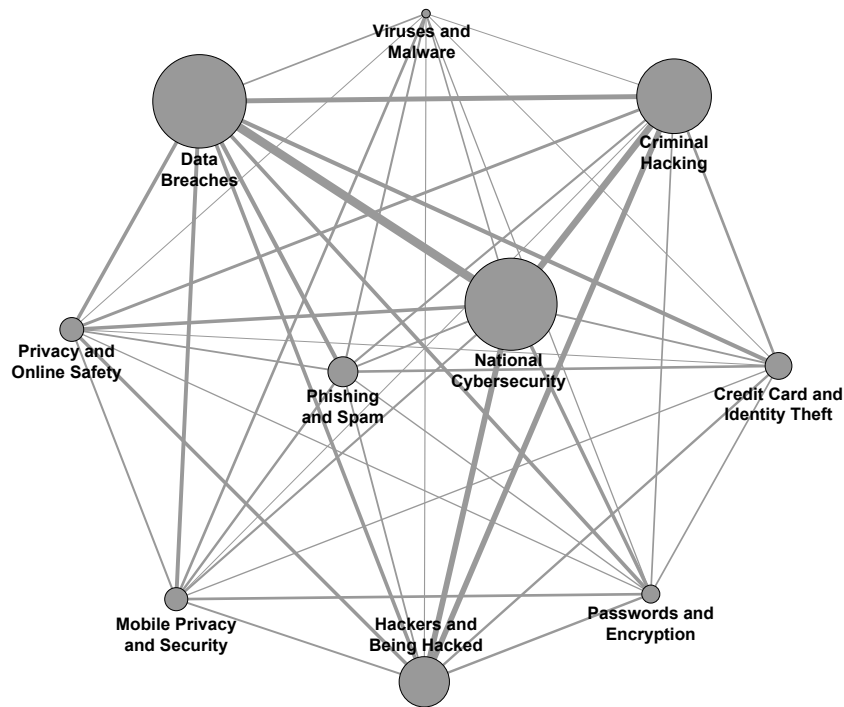 Viruses and
Malware
Data
Breaches
Criminal
Hacking
Privacy and
Online Safety
Phishing
and Spam
National
Cybersecurity
Credit Card and
Identity Theft
Mobile Privacy
and Security
Hackers and
Being Hacked
Passwords and
Encryption